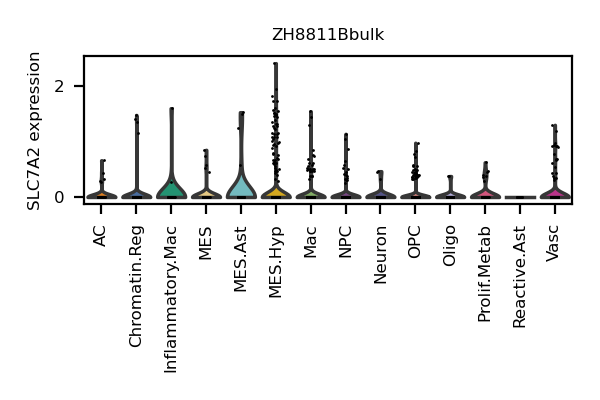 ZH8811Bbulk
SLC7A2 expression
2
0
AC
Chromatin.Reg
Inflammatory.Mac
MES
MES.Ast
MES.Hyp
Mac
NPC
Neuron
OPC
Oligo
Prolif.Metab
Reactive.Ast
Vasc